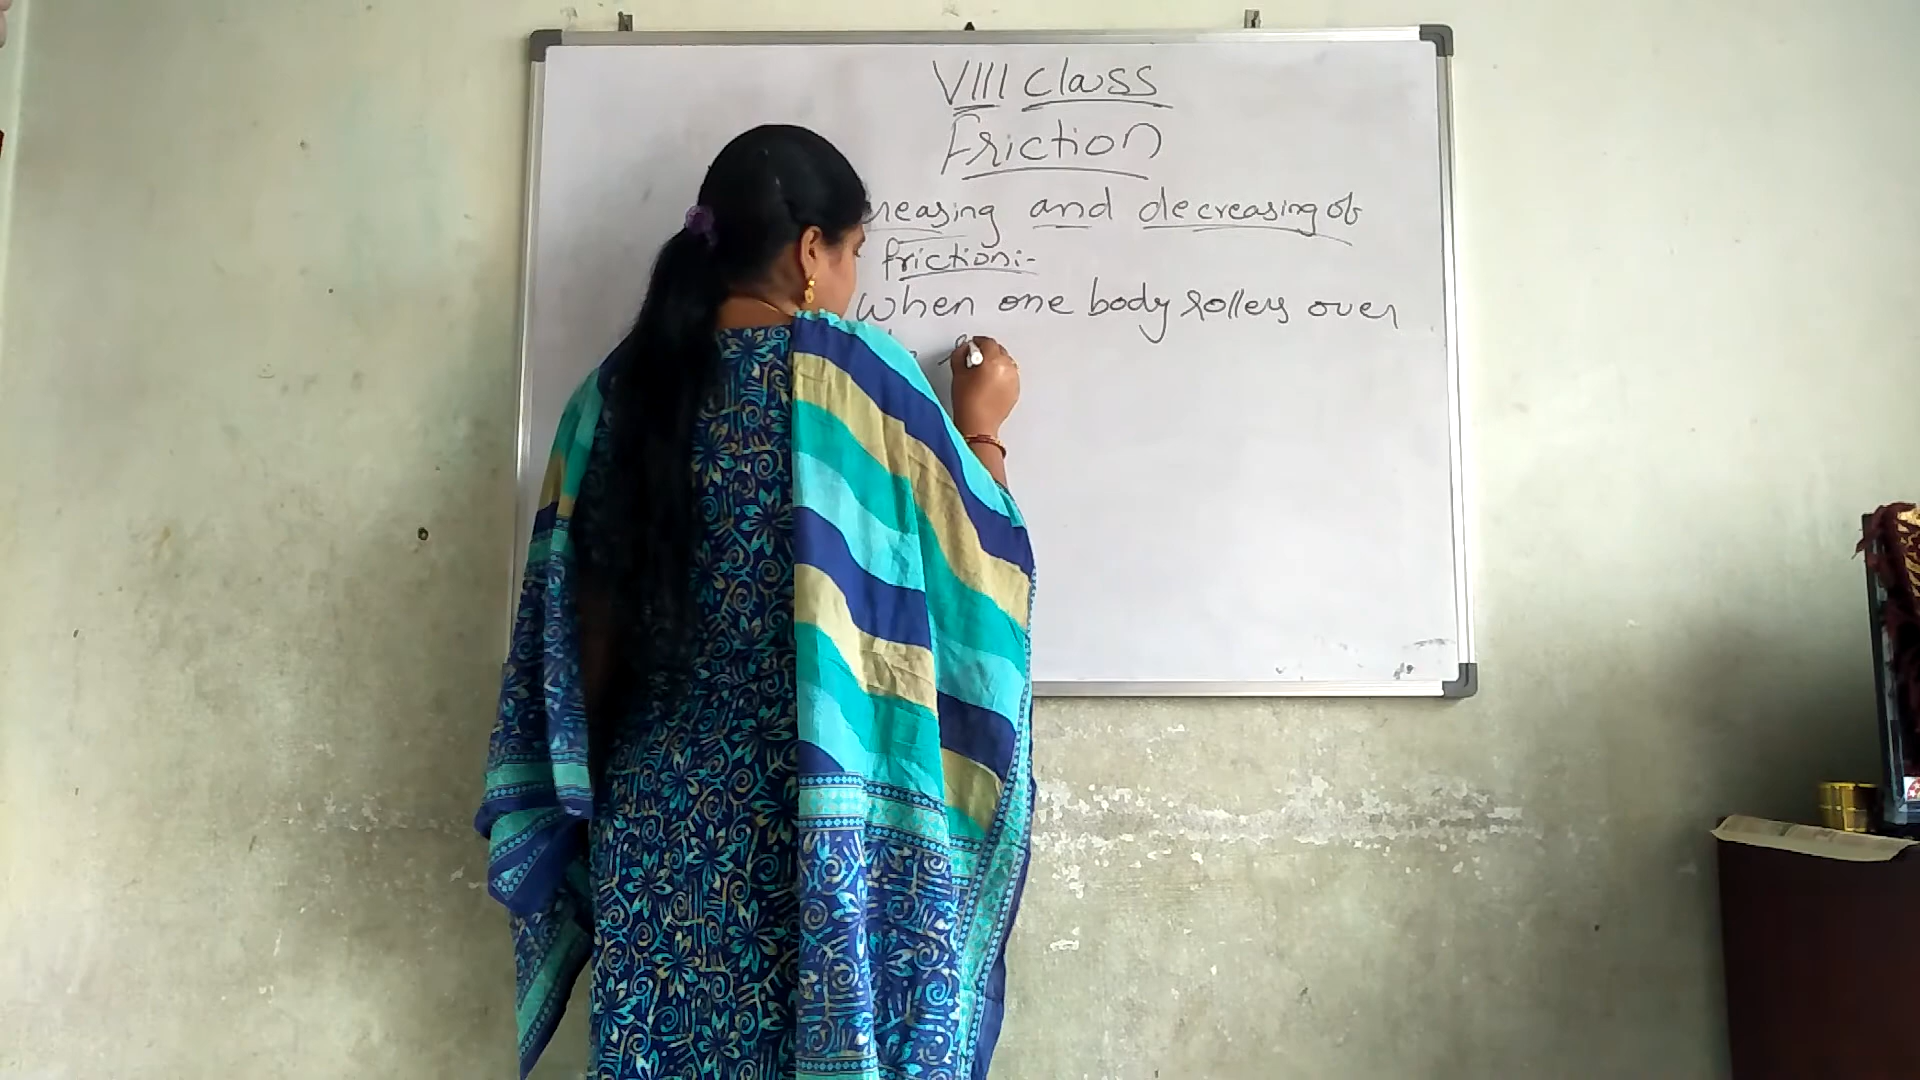 VIII Class
Friction
reasing and decreasing of
friction:-
When one body rollers over